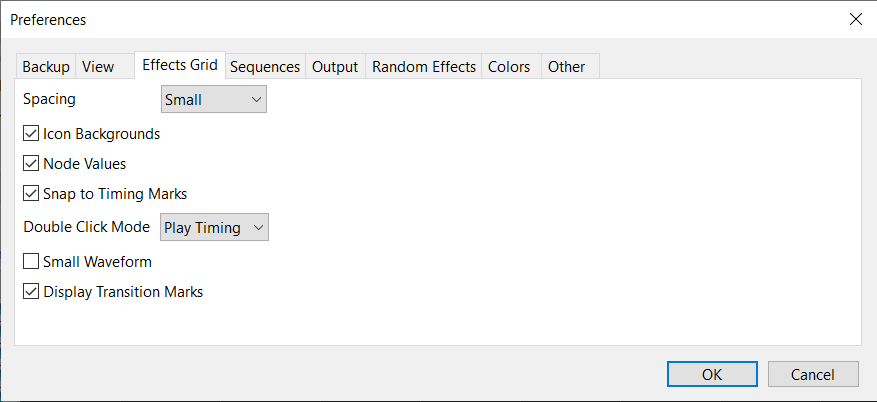 Preferences
Backup View Effects Grid Sequences Output Random Effects Colors Other
Spacing Small
Icon Backgrounds
Node Values
Snap to Timing Marks
Double Click Mode Play Timing
Small Waveform
Display Transition Marks
OK Cancel